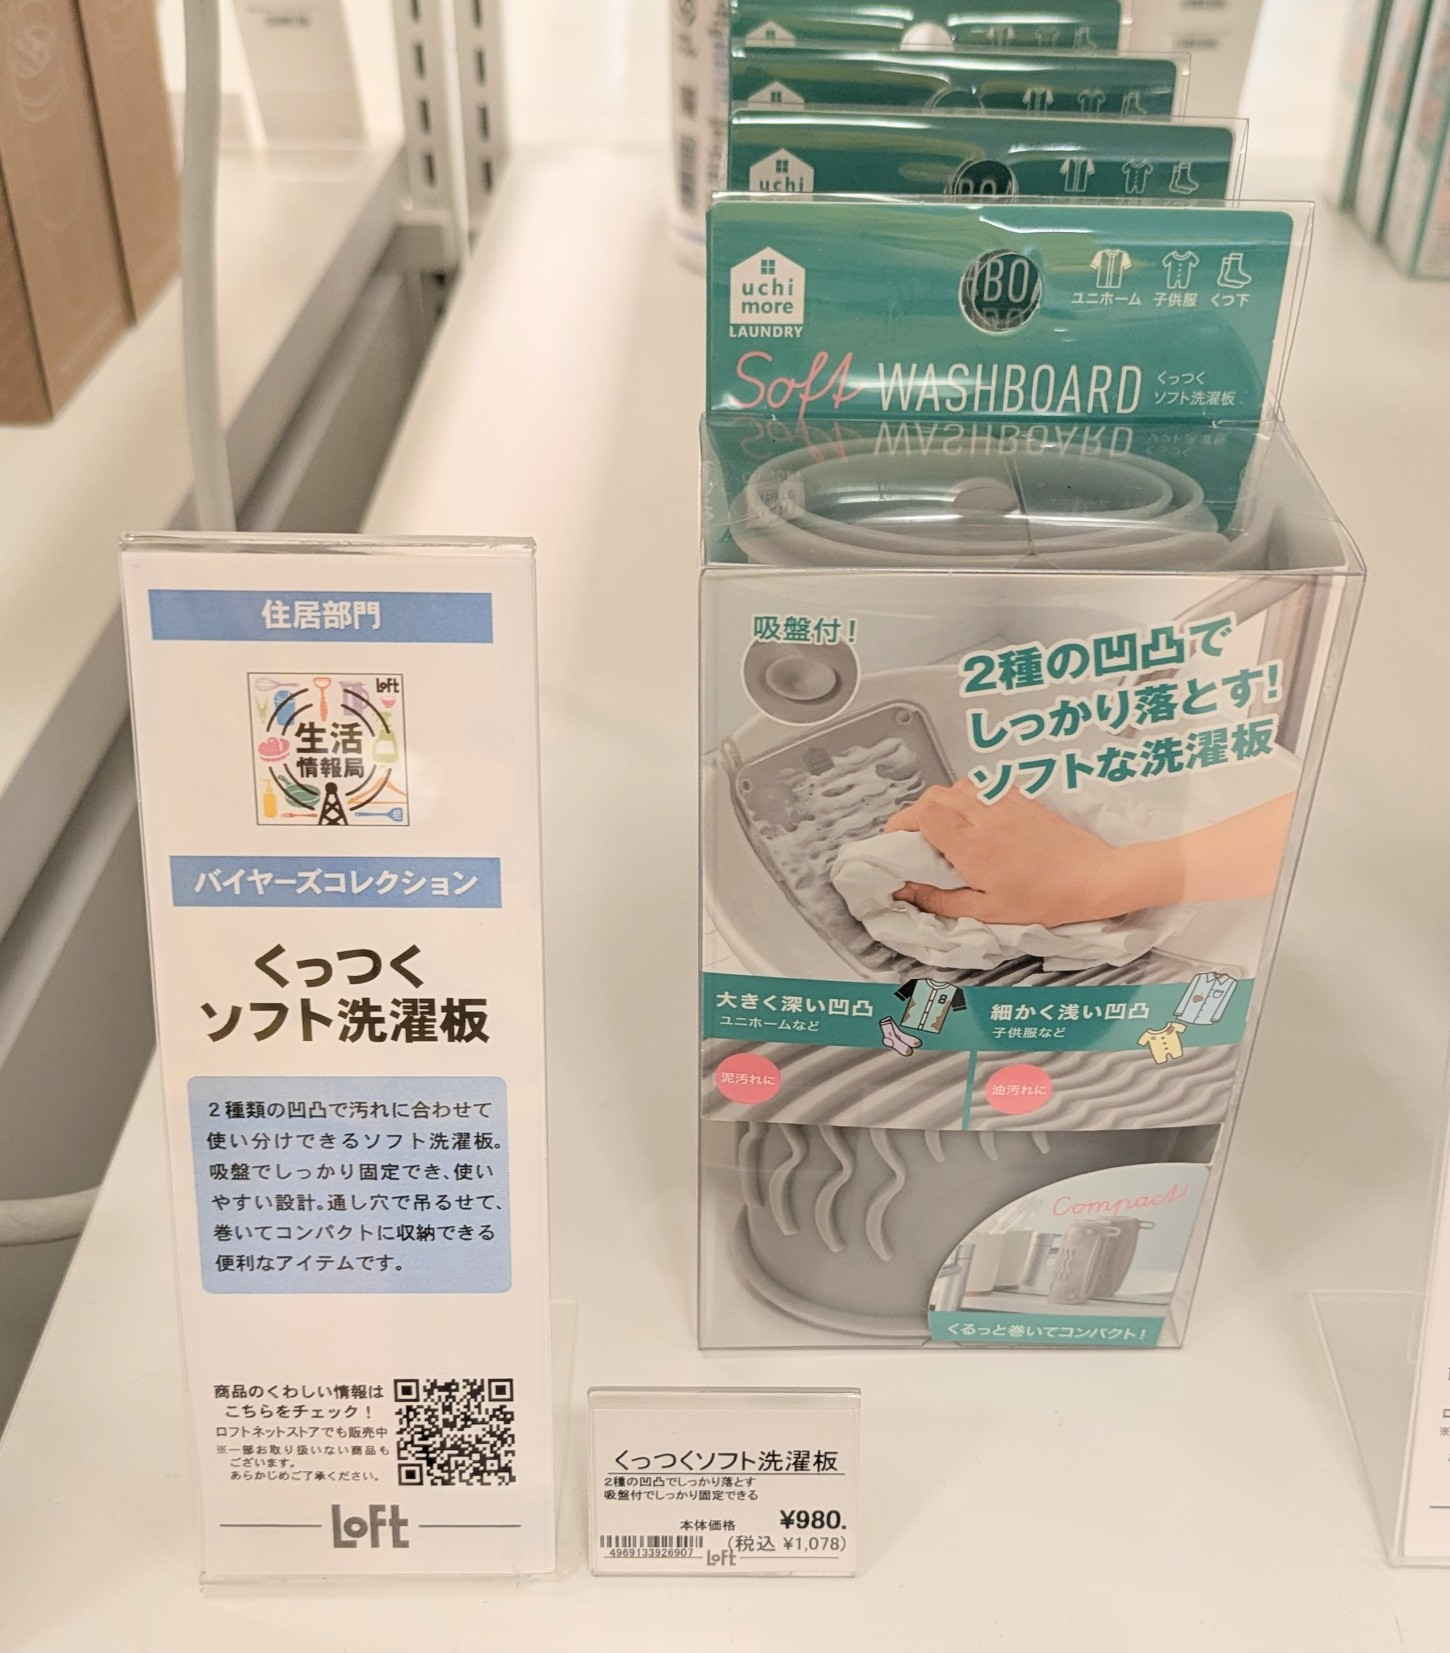 住居部門
Loft
生活
情報局
バイヤーズコレクション
くっつく
ソフト洗濯板
2種類の凹凸で汚れに合わせて
使い分けできるソフト洗濯板。
吸盤でしっかり固定でき、使い
やすい設計。通し穴で吊るせて、
巻いてコンパクトに収納できる
便利なアイテムです。
商品のくわしい情報は
こちらをチェック!
ロフトネットストアでも販売中
※一部お取り扱いない商品も
ございます。
あらかじめご了承ください。
Loft
uchi
uchi
more
LAUNDRY
BO
ユニホーム 子供服 くつ下
Soft WASHBOARD
くっつく
ソフト洗濯板
吸盤付!
2種の凹凸で
しっかり落とす!
ソフトな洗濯板
大きく深い凹凸
ユニホームなど
泥汚れに
細かく浅い凹凸
子供服など
油汚れに
Compact!
くるっと巻いてコンパクト!
くっつくソフト洗濯板
2種の凹凸でしっかり落とす
吸盤付でしっかり固定できる
本体価格 ¥980.
(税込 ¥1,078)
4969133926907
Loft